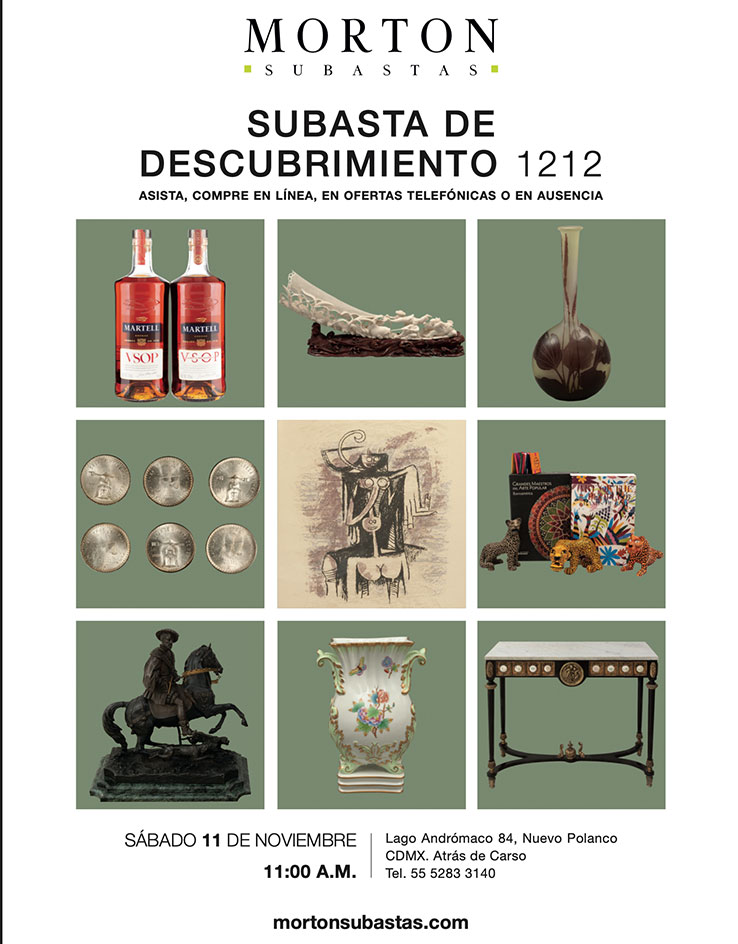 MORTON
SUBASTAS
SUBASTA DE
DESCUBRIMIENTO 1212
ASISTA, COMPRE EN LÍNEA, EN OFERTAS TELEFÓNICAS O EN AUSENCIA
MARTELL
VSOP
MARTELL
VSOP
GRANDES MAESTROS
DEL ARTE POPULAR
SÁBADO 11 DE NOVIEMBRE
11:00 A.M.
Lago Andrómaco 84, Nuevo Polanco
CDMX. Atrás de Carso
Tel. 55 5283 3140
mortonsubastas.com